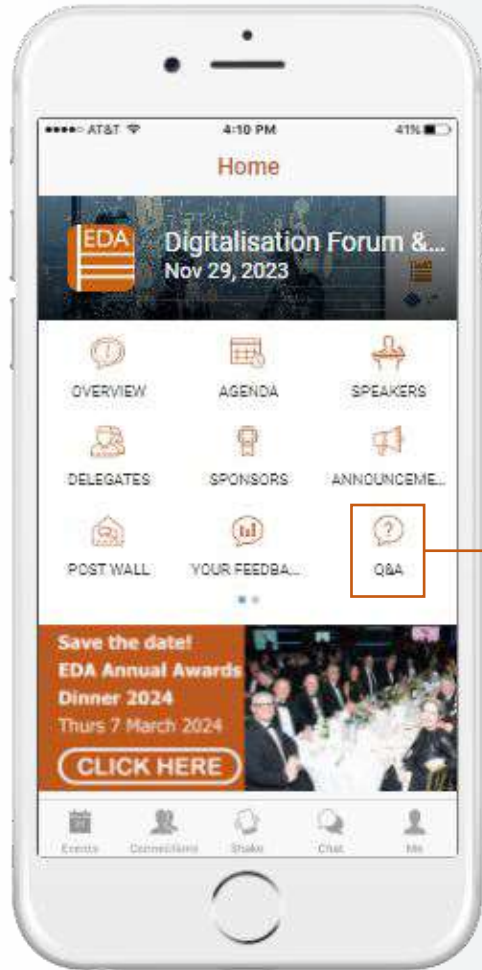 AT&T 4:10 PM 41%
Home
EDA
Digitalisation Forum &...
Nov 29, 2023
OVERVIEW AGENDA SPEAKERS
DELEGATES SPONSORS ANNOUNCEME...
POST WALL YOUR FEEDBA... Q&A
Save the date!
EDA Annual Awards
Dinner 2024
Thurs 7 March 2024
CLICK HERE
Events Connections Shake Chat Me